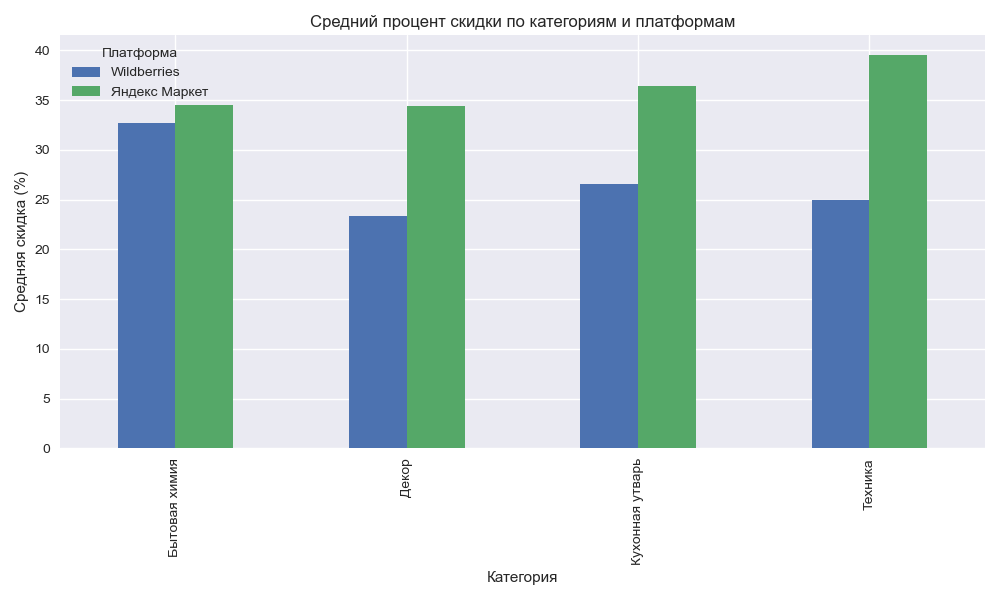 Средний процент скидки по категориям и платформам
Платформа
Wildberries
Яндекс Маркет
Средняя скидка (%)
40
35
30
25
20
15
10
5
0
Бытовая химия
Декор
Кухонная утварь
Техника
Категория